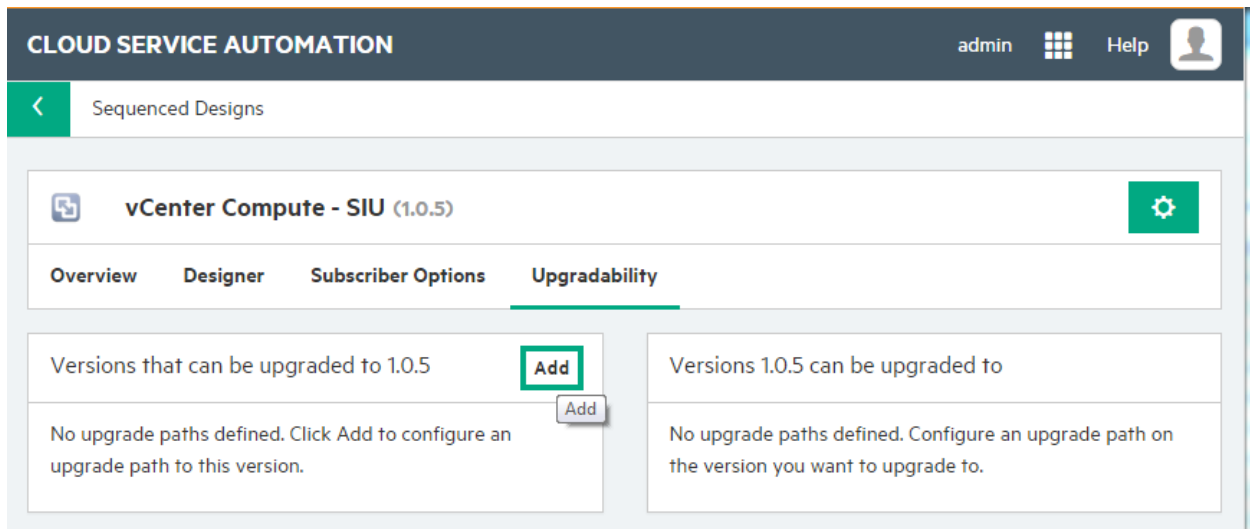 CLOUD SERVICE AUTOMATION
admin
Help
Sequenced Designs
vCenter Compute - SIU (1.0.5)
Overview
Designer
Subscriber Options
Upgradability
Versions that can be upgraded to 1.0.5
Add
Add
No upgrade paths defined. Click Add to configure an
upgrade path to this version.
Versions 1.0.5 can be upgraded to
No upgrade paths defined. Configure an upgrade path on
the version you want to upgrade to.